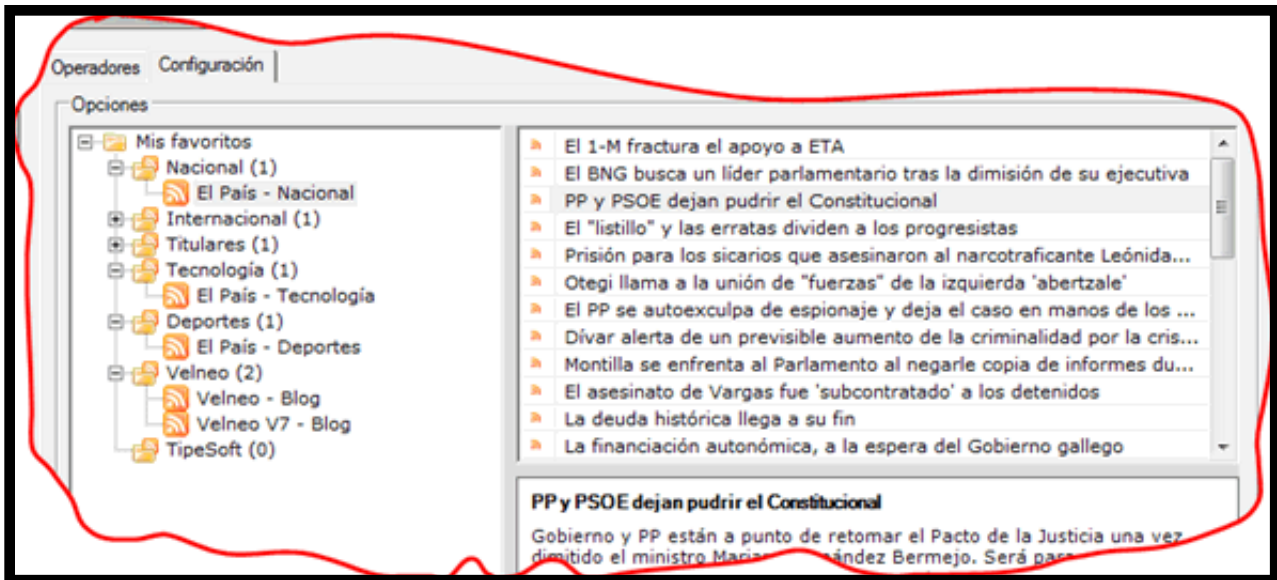 Operadores Configuración
Opciones
Mis favoritos
Nacional (1)
El País - Nacional
Internacional (1)
Titulares (1)
Tecnología (1)
El País - Tecnología
Deportes (1)
El País - Deportes
Velneo (2)
Velneo - Blog
Velneo V7 - Blog
TipeSoft (0)
El 1-M fractura el apoyo a ETA
El BNG busca un líder parlamentario tras la dimisión de su ejecutiva
PP y PSOE dejan pudrir el Constitucional
El "listillo" y las erratas dividen a los progresistas
Prisión para los sicarios que asesinaron al narcotraficante Leónida...
Otegi llama a la unión de "fuerzas" de la izquierda 'abertzale'
El PP se autoexculpa de espionaje y deja el caso en manos de los ...
Dívar alerta de un previsible aumento de la criminalidad por la cris...
Montilla se enfrenta al Parlamento al negarle copia de informes du...
El asesinato de Vargas fue 'subcontratado' a los detenidos
La deuda histórica llega a su fin
La financiación autonómica, a la espera del Gobierno gallego
PP y PSOE dejan pudrir el Constitucional
Gobierno y PP están a punto de retomar el Pacto de la Justicia una vez
dimitido el ministro Bermejo. Será